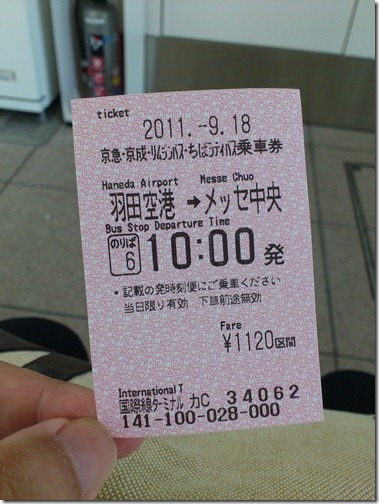 ticket
2011.-9.18
京急・京成・リムジンバス・ちばシティバス乗車券
Haneda Airport Messe Chuo
羽田空港 → メッセ中央
Bus Stop Departure Time
のりば 6 10:00 発
・記載の発時刻便にご乗車ください
当日限り有効 下車前途無効
Fare
¥1120区間
International T
国際線ターミナル カC 34062
141-100-028-000